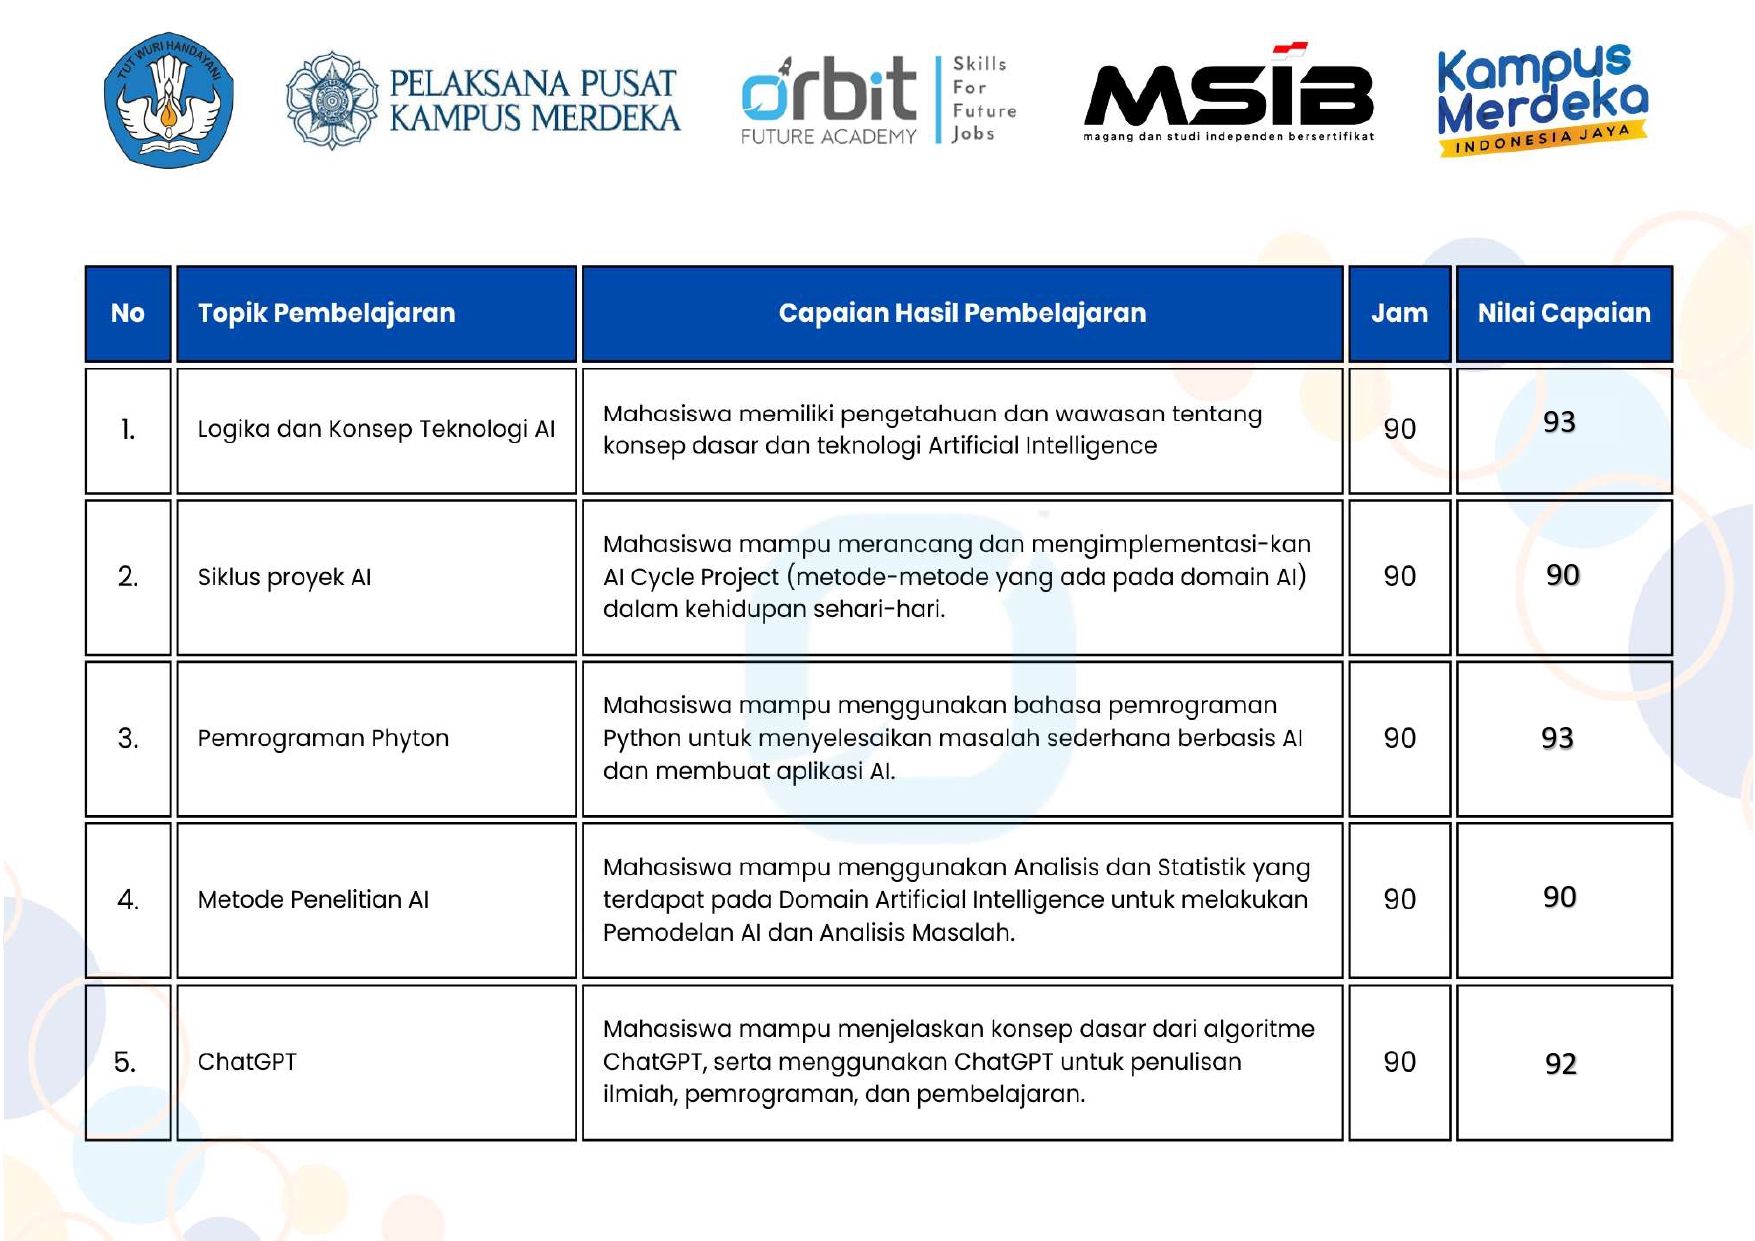 TUT WURI HANDAYANI
PELAKSANA PUSAT
KAMPUS MERDEKA
orbit
FUTURE ACADEMY
Skills
For
Future
Jobs
MSIB
magang dan studi independen bersertifikat
Kampus
Merdeka
INDONESIA JAYA
No Topik Pembelajaran Capaian Hasil Pembelajaran Jam Nilai Capaian
1. Logika dan Konsep Teknologi AI
Mahasiswa memiliki pengetahuan dan wawasan tentang
konsep dasar dan teknologi Artificial Intelligence
90 93
2. Siklus proyek AI
Mahasiswa mampu merancang dan mengimplementasi-kan
AI Cycle Project (metode-metode yang ada pada domain AI)
dalam kehidupan sehari-hari.
90 90
3. Pemrograman Phyton
Mahasiswa mampu menggunakan bahasa pemrograman
Python untuk menyelesaikan masalah sederhana berbasis AI
dan membuat aplikasi AI.
90 93
4. Metode Penelitian AI
Mahasiswa mampu menggunakan Analisis dan Statistik yang
terdapat pada Domain Artificial Intelligence untuk melakukan
Pemodelan AI dan Analisis Masalah.
90 90
5. ChatGPT
Mahasiswa mampu menjelaskan konsep dasar dari algoritme
ChatGPT, serta menggunakan ChatGPT untuk penulisan
ilmiah, pemrograman, dan pembelajaran.
90 92